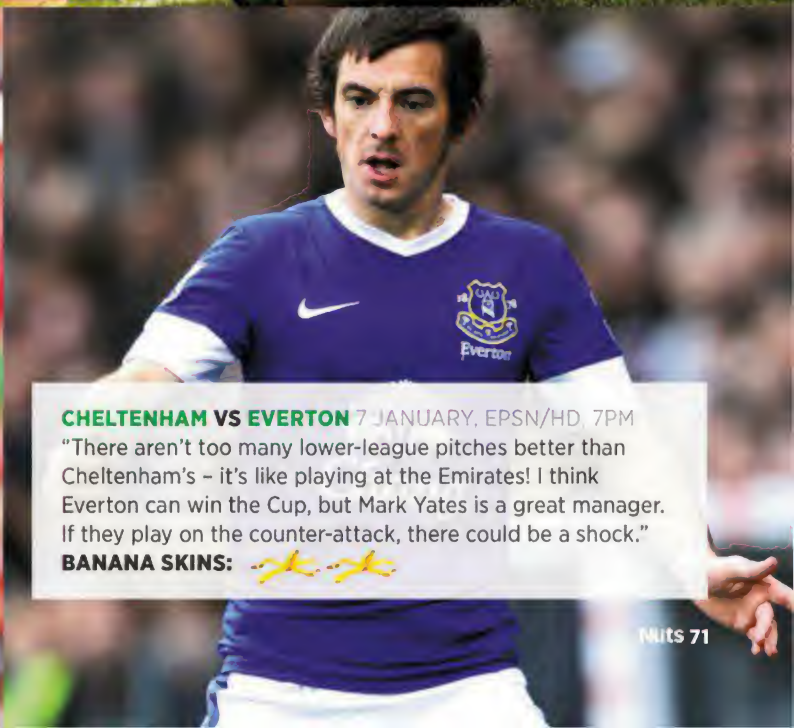 Everton
CHELTENHAM VS EVERTON 7 JANUARY, EPSN/HD, 7PM
"There aren't too many lower-league pitches better than
Cheltenham's – it's like playing at the Emirates! I think
Everton can win the Cup, but Mark Yates is a great manager.
If they play on the counter-attack, there could be a shock."
BANANA SKINS:
Nuts 71